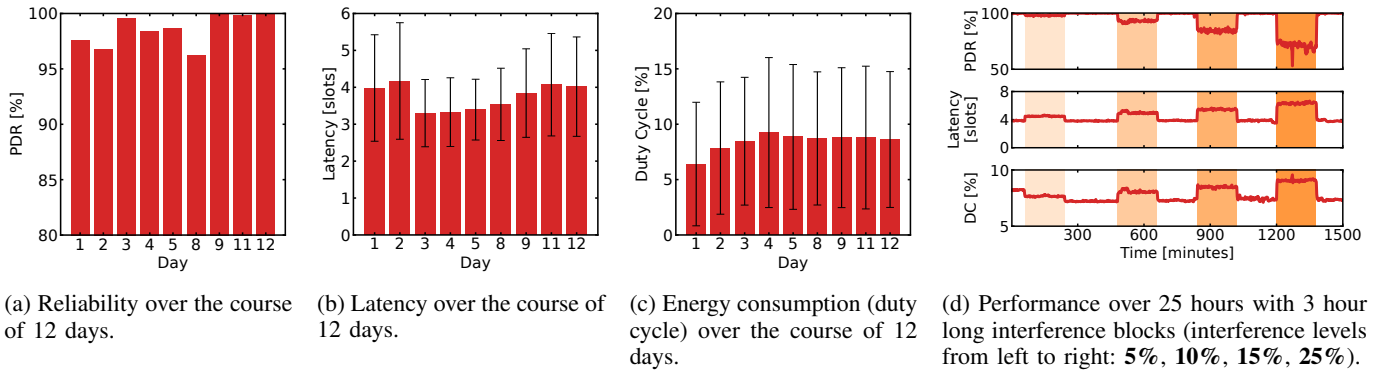 100
95
90
85
80
PDR [%]
1 2 3 4 5 8 9 11 12
Day
6
5
4
3
2
1
0
Latency [slots]
1 2 3 4 5 8 9 11 12
Day
20
15
10
5
0
Duty Cycle [%]
1 2 3 4 5 8 9 11 12
Day
100
50
PDR [%]
8
4
0
Latency
[slots]
10
5
DC [%]
300 600 900 1200 1500
Time [minutes]
(a) Reliability over the course
of 12 days.
(b) Latency over the course of
12 days.
(c) Energy consumption (duty
cycle) over the course of 12
days.
(d) Performance over 25 hours with 3 hour
long interference blocks (interference levels
from left to right: 5%, 10%, 15%, 25%).